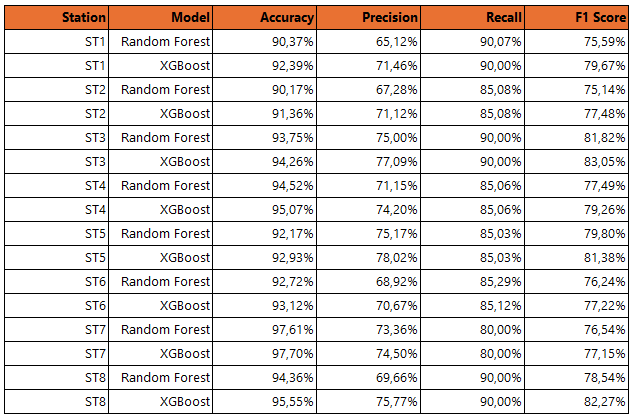 Station Model Accuracy Precision Recall F1 Score
ST1 Random Forest 90,37% 65,12% 90,07% 75,59%
ST1 XGBoost 92,39% 71,46% 90,00% 79,67%
ST2 Random Forest 90,17% 67,28% 85,08% 75,14%
ST2 XGBoost 91,36% 71,12% 85,08% 77,48%
ST3 Random Forest 93,75% 75,00% 90,00% 81,82%
ST3 XGBoost 94,26% 77,09% 90,00% 83,05%
ST4 Random Forest 94,52% 71,15% 85,06% 77,49%
ST4 XGBoost 95,07% 74,20% 85,06% 79,26%
ST5 Random Forest 92,17% 75,17% 85,03% 79,80%
ST5 XGBoost 92,93% 78,02% 85,03% 81,38%
ST6 Random Forest 92,72% 68,92% 85,29% 76,24%
ST6 XGBoost 93,12% 70,67% 85,12% 77,22%
ST7 Random Forest 97,61% 73,36% 80,00% 76,54%
ST7 XGBoost 97,70% 74,50% 80,00% 77,15%
ST8 Random Forest 94,36% 69,66% 90,00% 78,54%
ST8 XGBoost 95,55% 75,77% 90,00% 82,27%